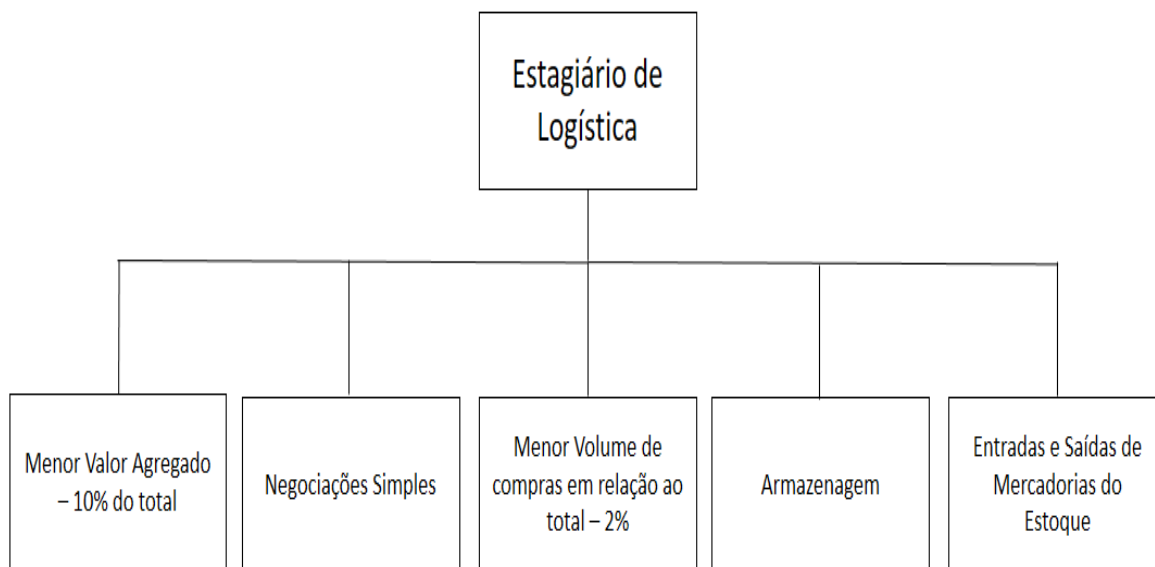 Estagiário de
Logística
Menor Valor Agregado
– 10% do total
Negociações Simples
Menor Volume de
compras em relação ao
total – 2%
Armazenagem
Entradas e Saídas de
Mercadorias do
Estoque